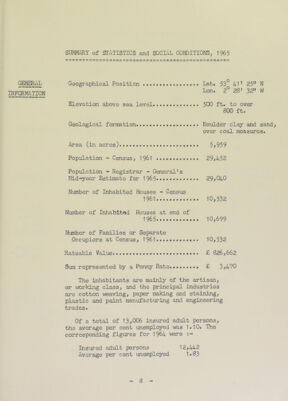 SUMMARY of STATISTICS and SOCIAL CONDITIONS, 1965
GENERAL
INFORMATION
Geographical Position ................ Lat. 53° 41' 25" N
Lon. 2° 28' 32" W
Elevation above sea level............. 500 ft. to over
800 ft.
Geological formation................. Boulder clay and sand,
over coal measures.
Area (in acres)..................... 5,959
Population - Census, 1961 ............ 29,452
Population - Registrar - General's
Mid-year Estimate for 1965............ 29,040
Number of Inhabited Houses - Census
1961............ 10,332
Number of Inhabited Houses at end of
1965............ 10,699
Number of Families or Separate
Occupiers at Census, 1961............ 10,332
Rateable Value..................... £ 826,662
Sum represented by a Penny Rate........ £ 3,470
The inhabitants are mainly of the artisan,
or working class, and the principal industries
are cotton weaving, paper making and staining,
plastic and paint manufacturing and engineering
trades.
Of a total of 13,006 insured adult persons,
the average per cent unemployed was 1.10. The
corresponding figures for 1964 were :-
Insured adult persons 12,442
Average per cent unemployed 1.83
- 8 -